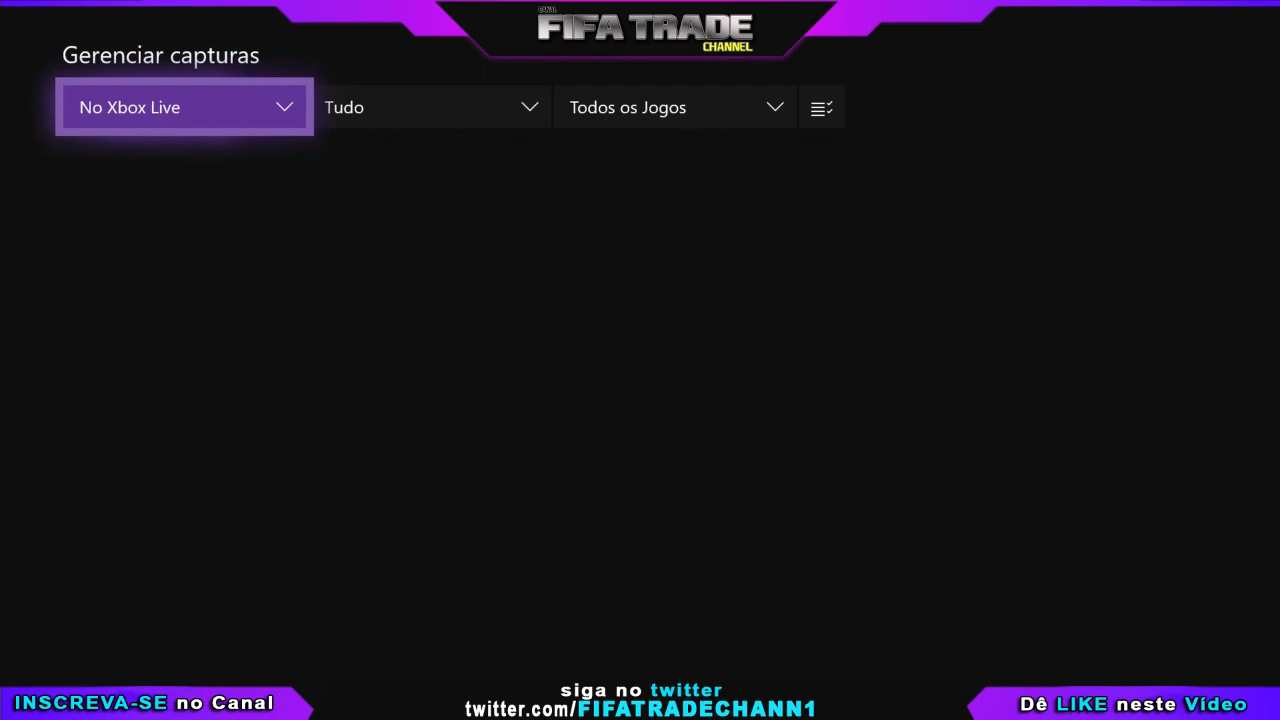 CANAL
FIFA TRADE
CHANNEL
Gerenciar capturas
No Xbox Live
Tudo
Todos os Jogos
siga no twitter
INSCREVA-SE no Canal
twitter.com/FIFATRADECHANN1
Dê LIKE neste Vídeo